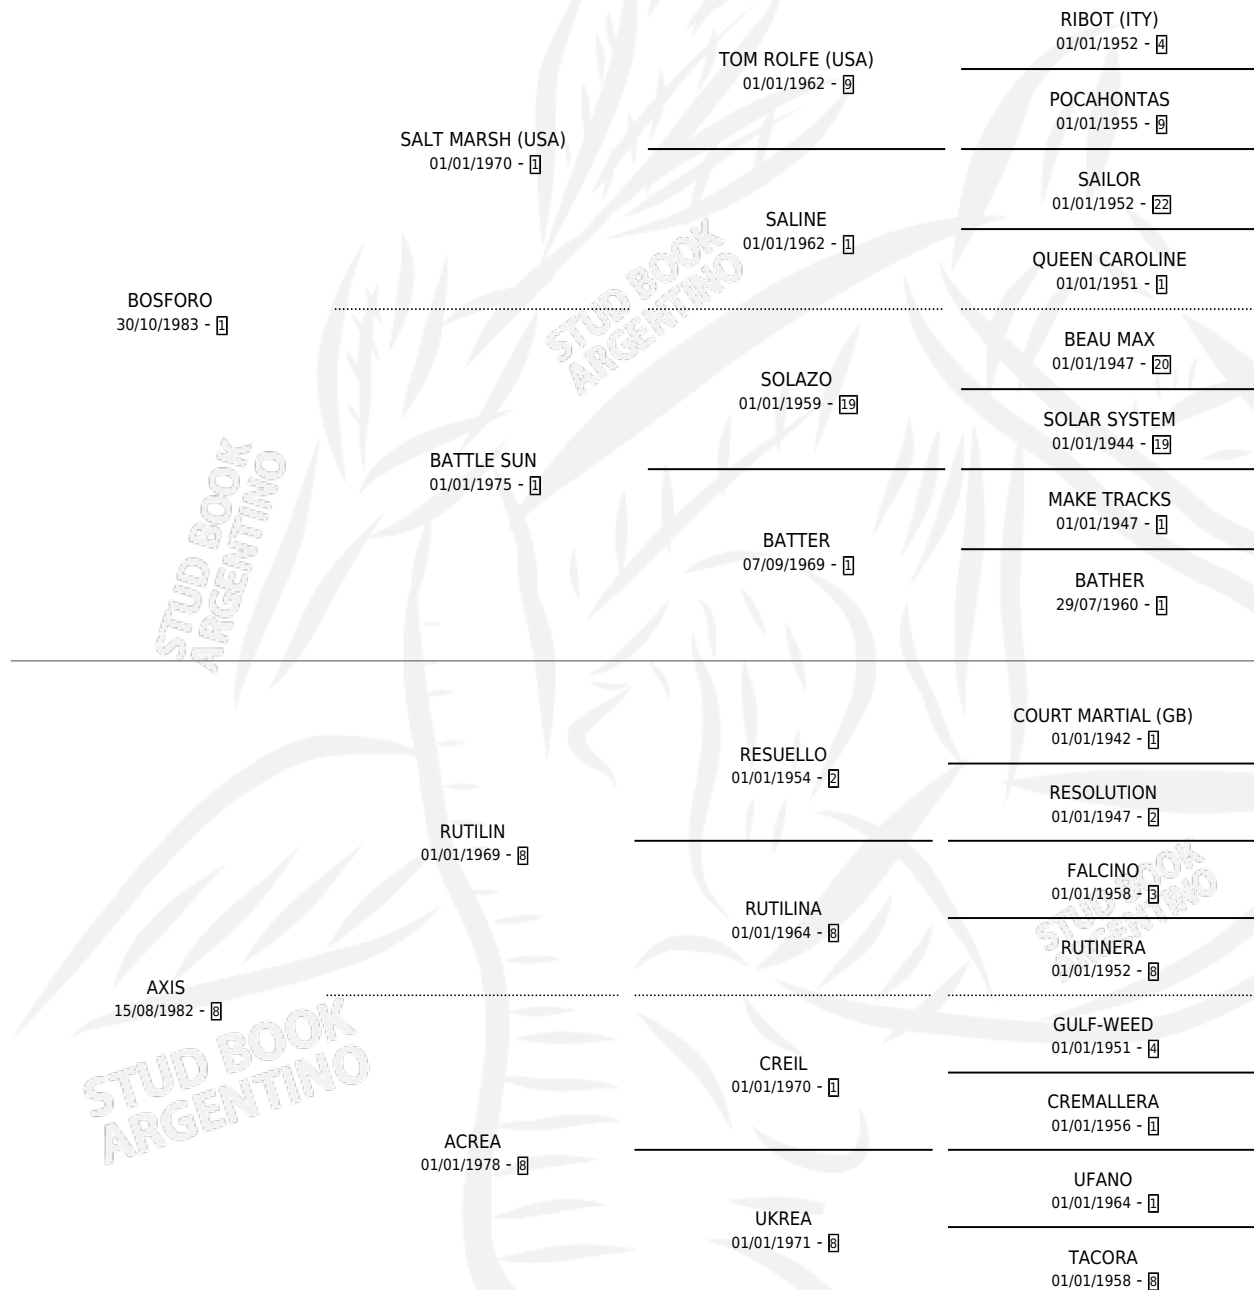 RIBOT (ITY)
01/01/1952 - 4
TOM ROLFE (USA)
01/01/1962 - 9
POCAHONTAS
01/01/1955 - 9
SALT MARSH (USA)
01/01/1970 - 1
SAILOR
01/01/1952 - 22
SALINE
01/01/1962 - 1
QUEEN CAROLINE
01/01/1951 - 1
BOSFORO
30/10/1983 - 1
BEAU MAX
01/01/1947 - 20
SOLAZO
01/01/1959 - 19
SOLAR SYSTEM
01/01/1944 - 19
BATTLE SUN
01/01/1975 - 1
MAKE TRACKS
01/01/1947 - 1
BATTER
07/09/1969 - 1
BATHER
29/07/1960 - 1
COURT MARTIAL (GB)
01/01/1942 - 1
RESUELLO
01/01/1954 - 2
RESOLUTION
01/01/1947 - 2
RUTILIN
01/01/1969 - 8
FALCINO
01/01/1958 - 3
RUTILINA
01/01/1964 - 8
RUTINERA
01/01/1952 - 8
AXIS
15/08/1982 - 8
GULF-WEED
01/01/1951 - 4
CREIL
01/01/1970 - 1
CREMALLERA
01/01/1956 - 1
ACREA
01/01/1978 - 8
UFANO
01/01/1964 - 1
UKREA
01/01/1971 - 8
TACORA
01/01/1958 - 8
STUD BOOK
ARGENTINO
STUD BOOK
ARGENTINO
STUD BOOK
ARGENTINO
STUD BOOK
ARGENTINO